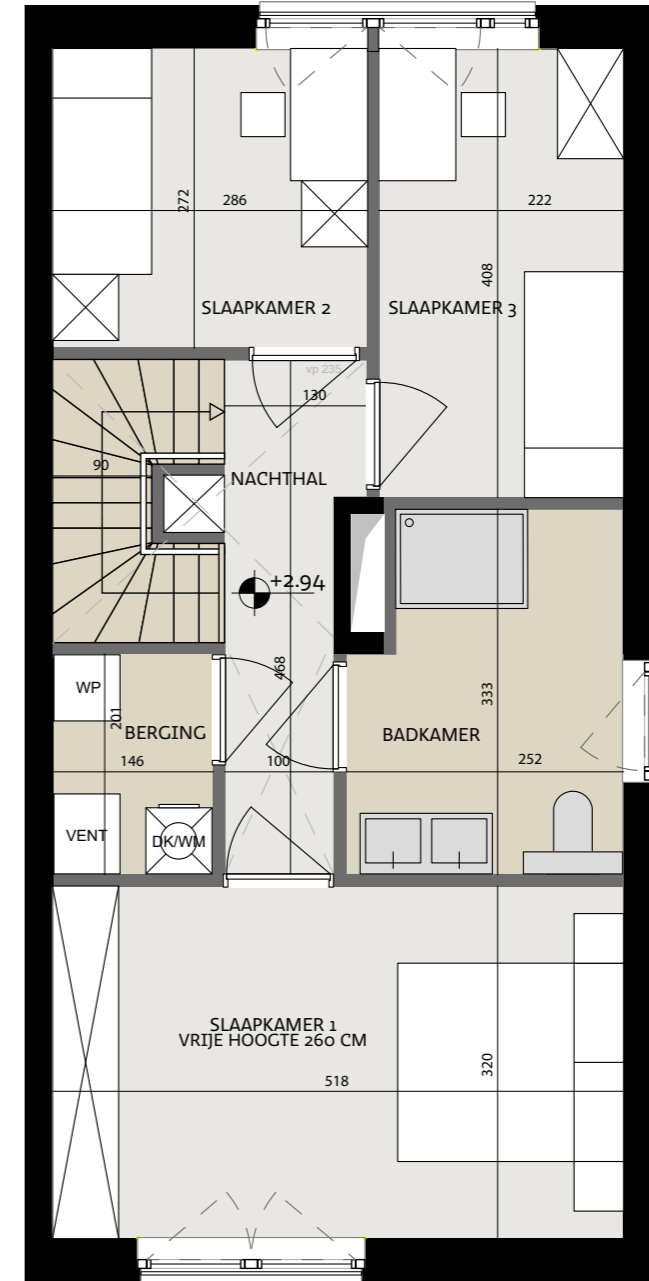 272
286
222
408
SLAAPKAMER 2
SLAAPKAMER 3
vp 235
130
90
NACHTHAL
+2.94
468
WP
201
BERGING
146
100
333
BADKAMER
252
VENT
DK/WM
SLAAPKAMER 1
VRIJE HOOGTE 260 CM
320
518